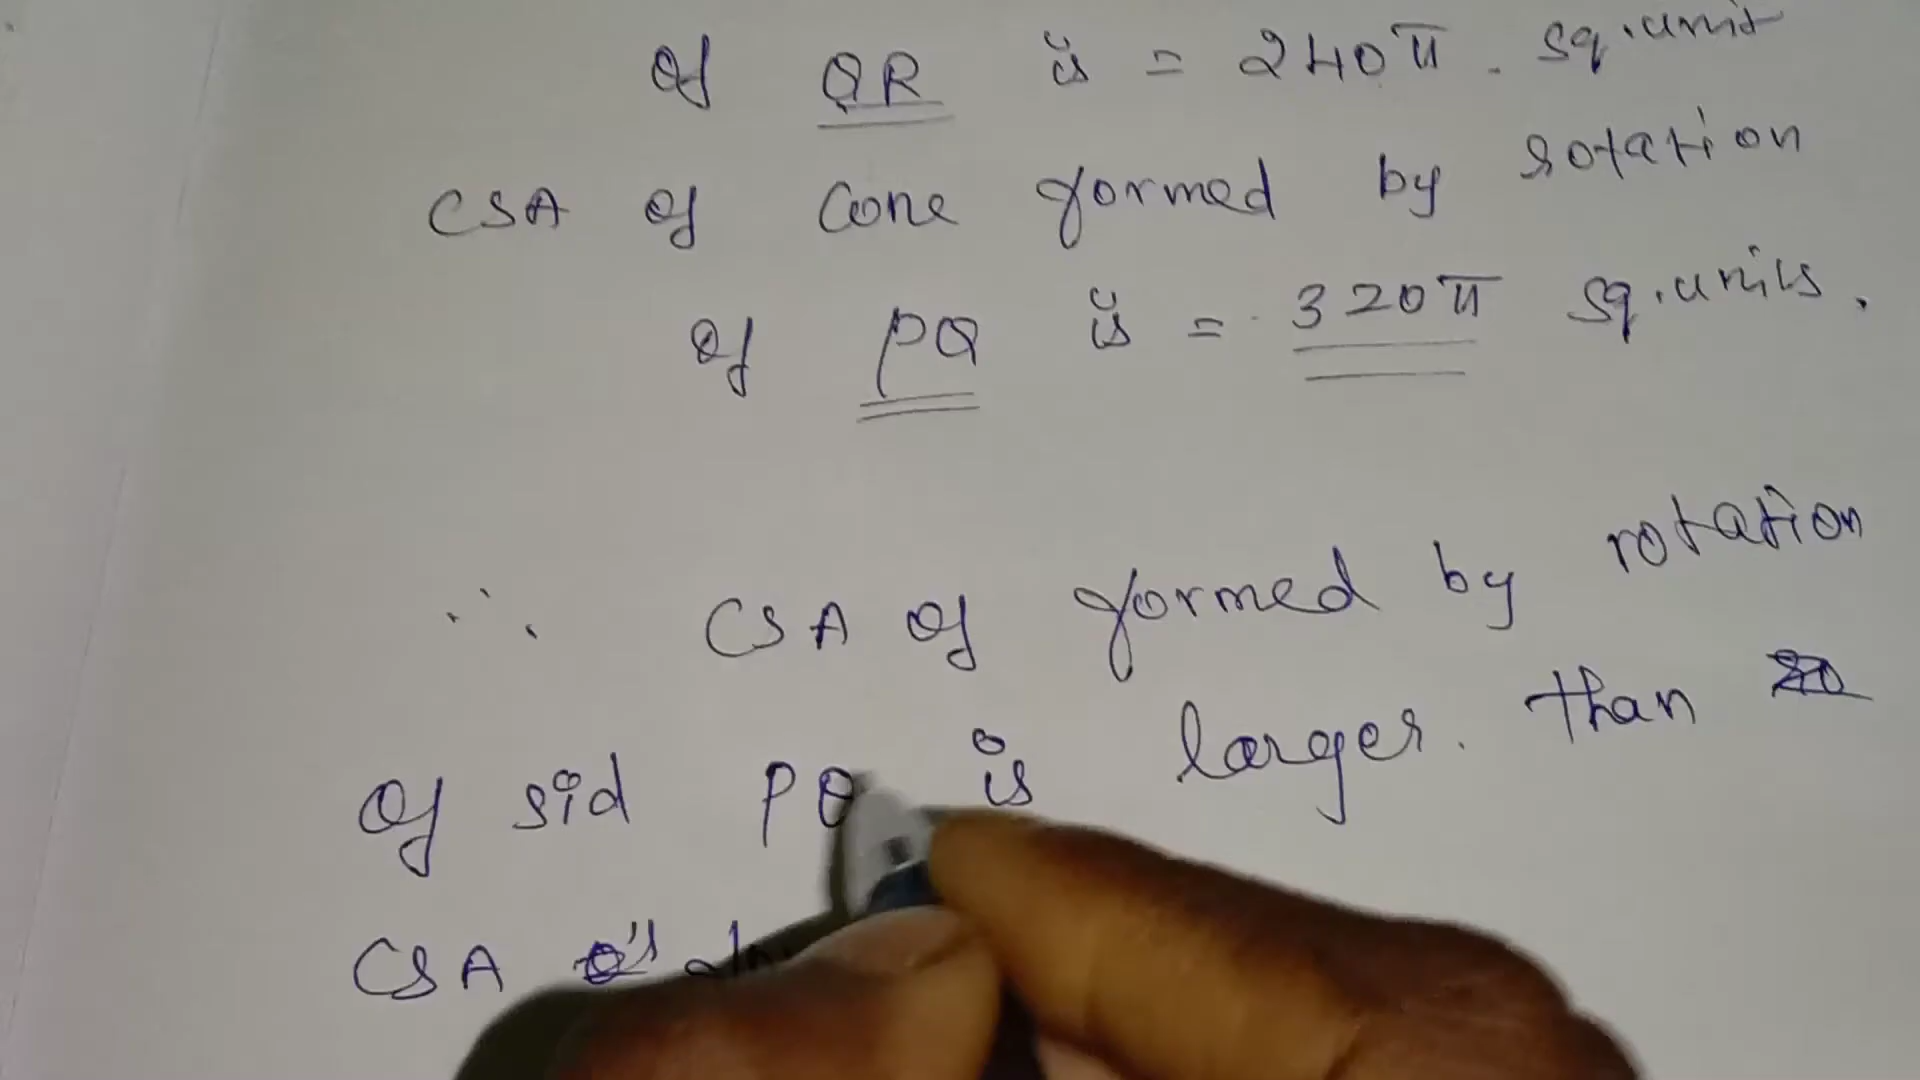 of QR is = 240π. sq.unit
CSA of Cone formed by rotation
of PQ is = 320π sq.units.
∴ CSA of formed by rotation
of sid PQ is larger. than
CSA